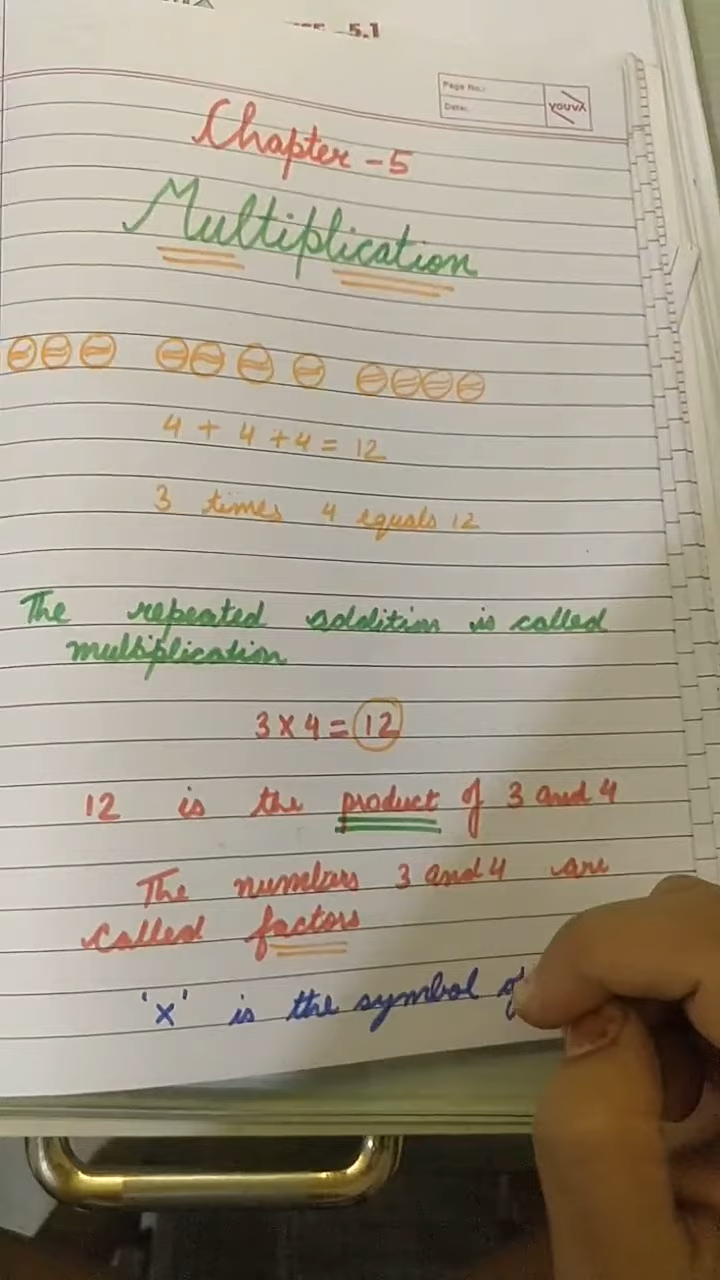 5.1
Page No.:
Date:
YOUVA
Chapter - 5
Multiplication
4 + 4 + 4 = 12
3 times 4 equals 12
The repeated addition is called
multiplication
3 x 4 = 12
12 is the product of 3 and 4
The numbers 3 and 4 are
called factors
'x' is the symbol of